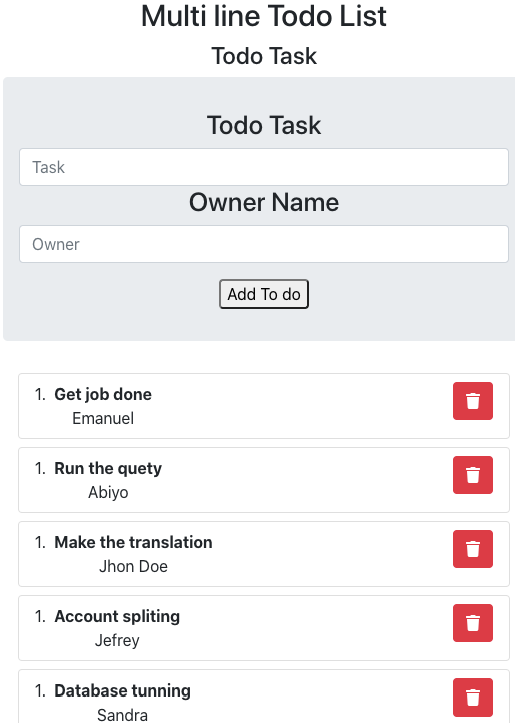 Multi line Todo List
Todo Task
Todo Task
Task
Owner Name
Owner
Add To do
1. Get job done
Emanuel
1. Run the quety
Abiyo
1. Make the translation
Jhon Doe
1. Account spliting
Jefrey
1. Database tunning
Sandra